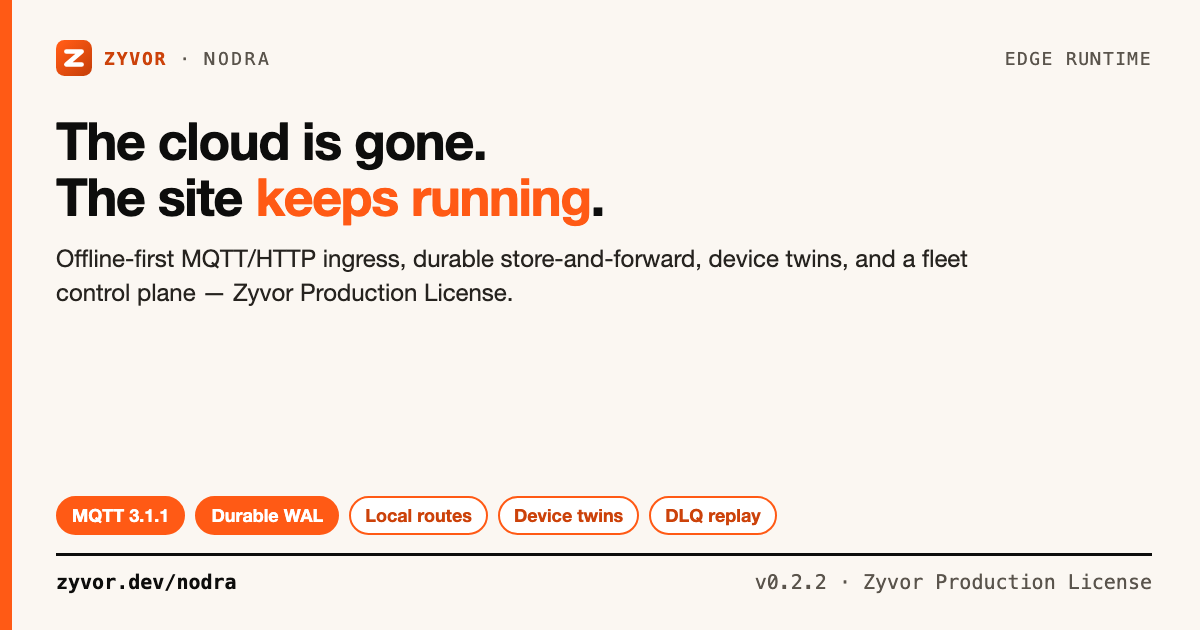 Z ZYVOR · NODRA
EDGE RUNTIME
The cloud is gone.
The site keeps running.
Offline-first MQTT/HTTP ingress, durable store-and-forward, device twins, and a fleet
control plane — Zyvor Production License.
MQTT 3.1.1
Durable WAL
Local routes
Device twins
DLQ replay
zyvor.dev/nodra
v0.2.2 · Zyvor Production License